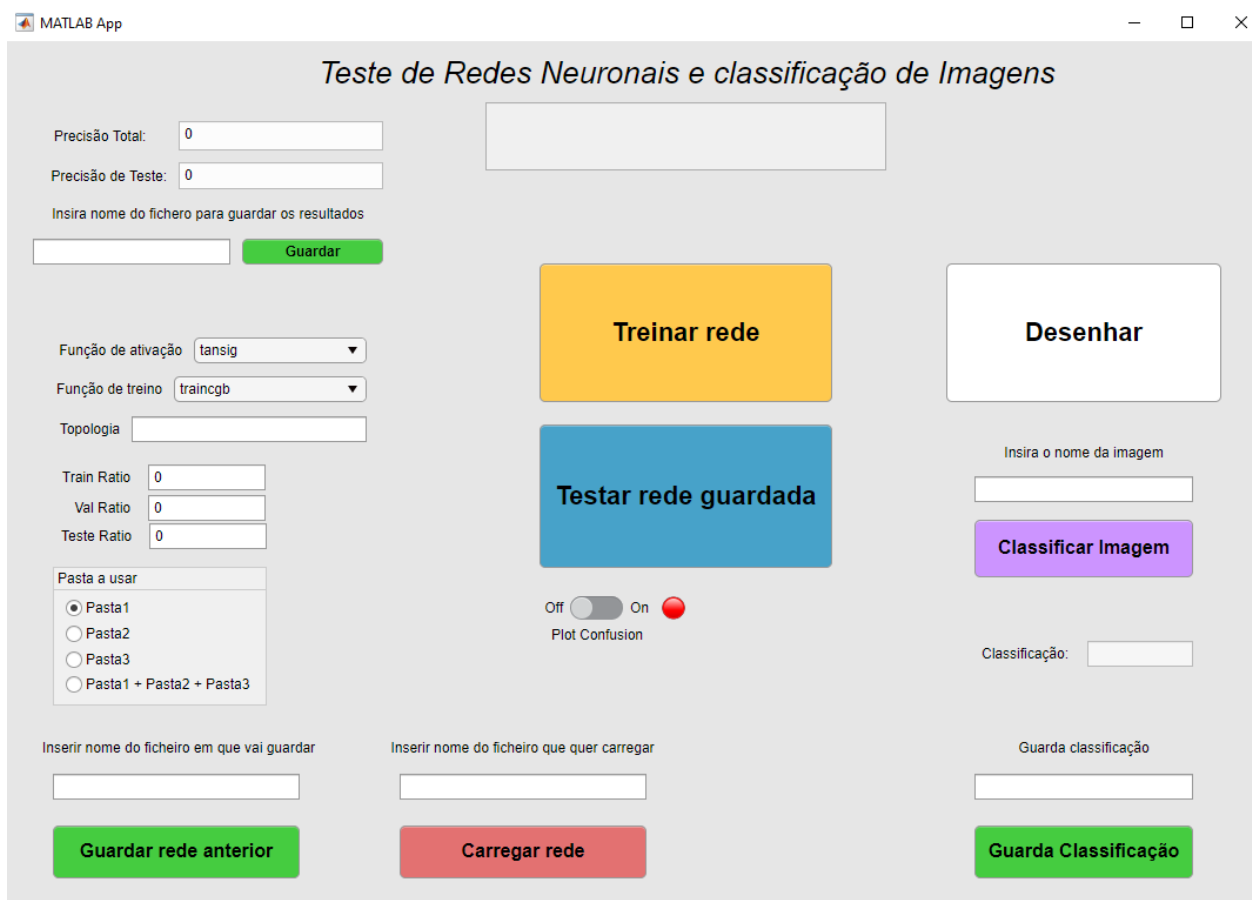 MATLAB App
Teste de Redes Neuronais e classificação de Imagens
Precisão Total: 0
Precisão de Teste: 0
Insira nome do fichero para guardar os resultados
Guardar
Função de ativação tansig
Função de treino traincgb
Topologia
Train Ratio 0
Val Ratio 0
Teste Ratio 0
Pasta a usar
Pasta1
Pasta2
Pasta3
Pasta1 + Pasta2 + Pasta3
Treinar rede
Testar rede guardada
Off On
Plot Confusion
Desenhar
Insira o nome da imagem
Classificar Imagem
Classificação:
Inserir nome do ficheiro em que vai guardar
Guardar rede anterior
Inserir nome do ficheiro que quer carregar
Carregar rede
Guarda classificação
Guarda Classificação